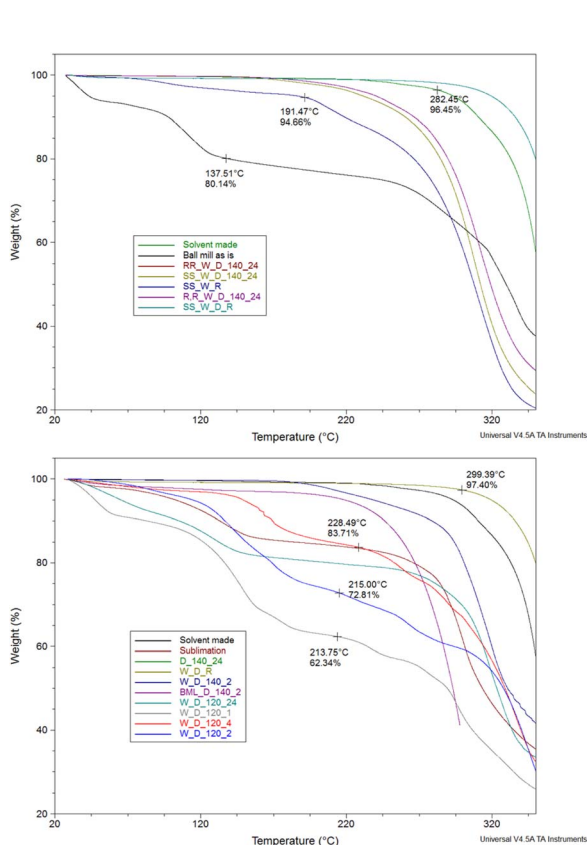 100
80
60
40
20
20
120
220
320
Weight (%)
Temperature (°C)
137.51°C
80.14%
191.47°C
94.66%
282.45°C
96.45%
Solvent made
Ball mill as is
RR_W_D_140_24
SS_W_D_140_24
SS_W_R
R.R_W_D_140_24
SS_W_D_R
Universal V4.5A TA Instruments
100
80
60
40
20
20
120
220
320
Weight (%)
Temperature (°C)
299.39°C
97.40%
228.49°C
83.71%
215.00°C
72.81%
213.75°C
62.34%
Solvent made
Sublimation
D_140_24
W_D_R
W_D_140_2
BML_D_140_2
W_D_120_24
W_D_120_1
W_D_120_4
W_D_120_2
Universal V4.5A TA Instruments